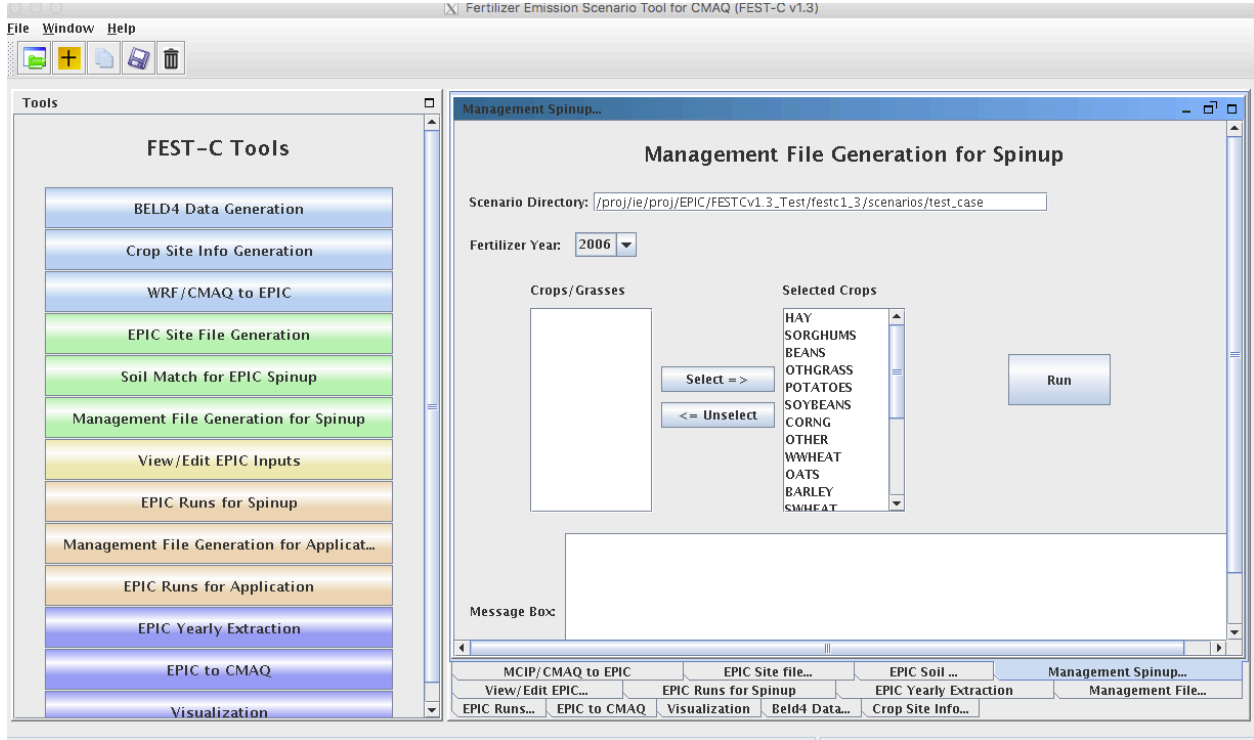 Fertilizer Emission Scenario Tool for CMAQ (FEST-C v1.3)
File Window Help
Tools
FEST-C Tools
BELD4 Data Generation
Crop Site Info Generation
WRF/CMAQ to EPIC
EPIC Site File Generation
Soil Match for EPIC Spinup
Management File Generation for Spinup
View/Edit EPIC Inputs
EPIC Runs for Spinup
Management File Generation for Applicat...
EPIC Runs for Application
EPIC Yearly Extraction
EPIC to CMAQ
Visualization
Management Spinup...
Management File Generation for Spinup
Scenario Directory: /proj/ie/proj/EPIC/FESTCv1.3_Test/festc1_3/scenarios/test_case
Fertilizer Year: 2006
Crops/Grasses
Selected Crops
HAY
SORGHUMS
BEANS
OTHGRASS
POTATOES
SOYBEANS
CORNG
OTHER
WWHEAT
OATS
BARLEY
SWHEAT
Select =>
<= Unselect
Run
Message Box:
MCIP/CMAQ to EPIC EPIC Site file... EPIC Soil ... Management Spinup...
View/Edit EPIC... EPIC Runs for Spinup EPIC Yearly Extraction Management File...
EPIC Runs... EPIC to CMAQ Visualization Beld4 Data... Crop Site Info...